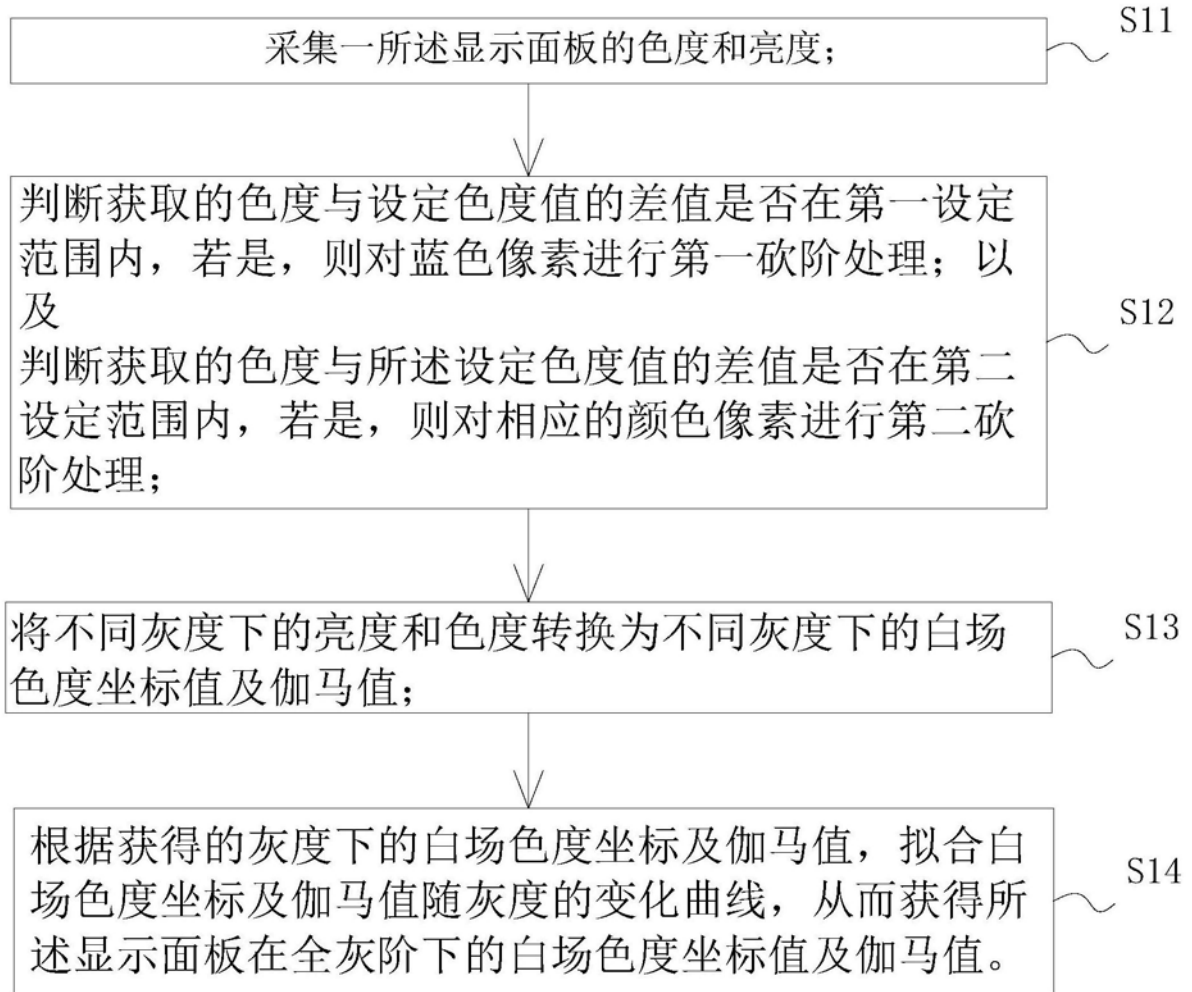 采集一所述显示面板的色度和亮度；
S11
判断获取的色度与设定色度值的差值是否在第一设定
范围内，若是，则对蓝色像素进行第一砍阶处理；以
及
判断获取的色度与所述设定色度值的差值是否在第二
设定范围内，若是，则对相应的颜色像素进行第二砍
阶处理；
S12
将不同灰度下的亮度和色度转换为不同灰度下的白场
色度坐标值及伽马值；
S13
根据获得的灰度下的白场色度坐标及伽马值，拟合白
场色度坐标及伽马值随灰度的变化曲线，从而获得所
述显示面板在全灰阶下的白场色度坐标值及伽马值。
S14